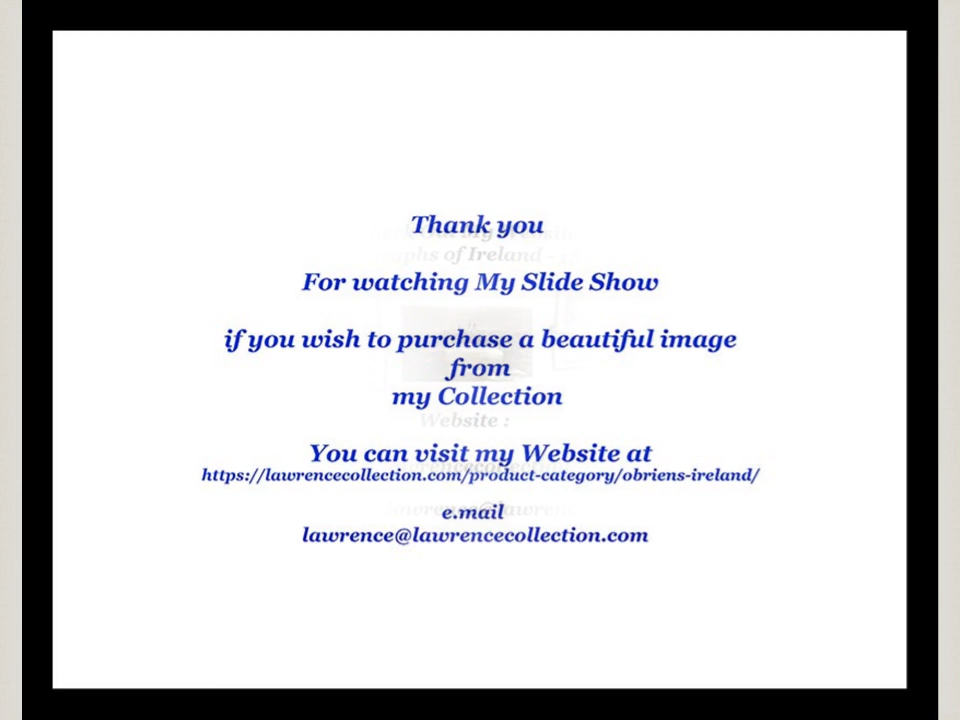 Thank you
For watching My Slide Show
if you wish to purchase a beautiful image
from
my Collection
Website :
You can visit my Website at
https://lawrencecollection.com/product-category/obriens-ireland/
e.mail
lawrence@lawrencecollection.com